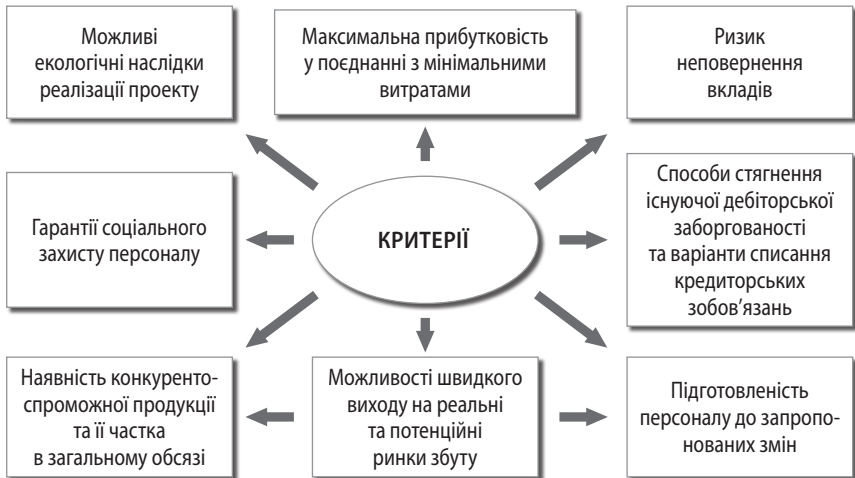 Можливі
екологічні наслідки
реалізації проекту
Максимальна прибутковість
у поєднанні з мінімальними
витратами
Ризик
неповернення
вкладів
Гарантії соціального
захисту персоналу
КРИТЕРІЇ
Способи стягнення
існуючої дебіторської
заборгованості
та варіанти списання
кредиторських
зобов’язань
Наявність конкуренто-
спроможної продукції
та її частка
в загальному обсязі
Можливості швидкого
виходу на реальні
та потенційні
ринки збуту
Підготовленість
персоналу до запропо-
нованих змін